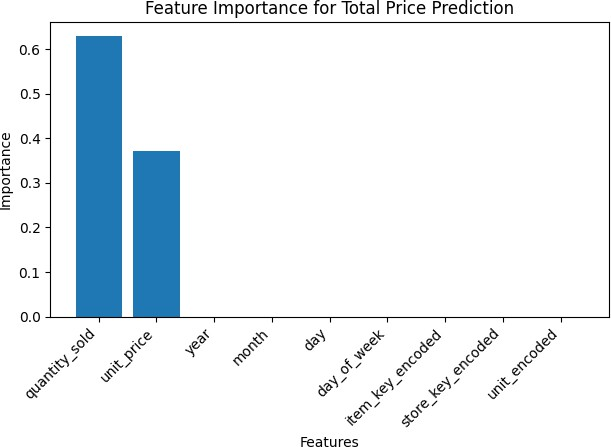 Feature Importance for Total Price Prediction
Importance
0.6
0.5
0.4
0.3
0.2
0.1
0.0
quantity_sold
unit_price
year
month
day
day_of_week
item_key_encoded
store_key_encoded
unit_encoded
Features